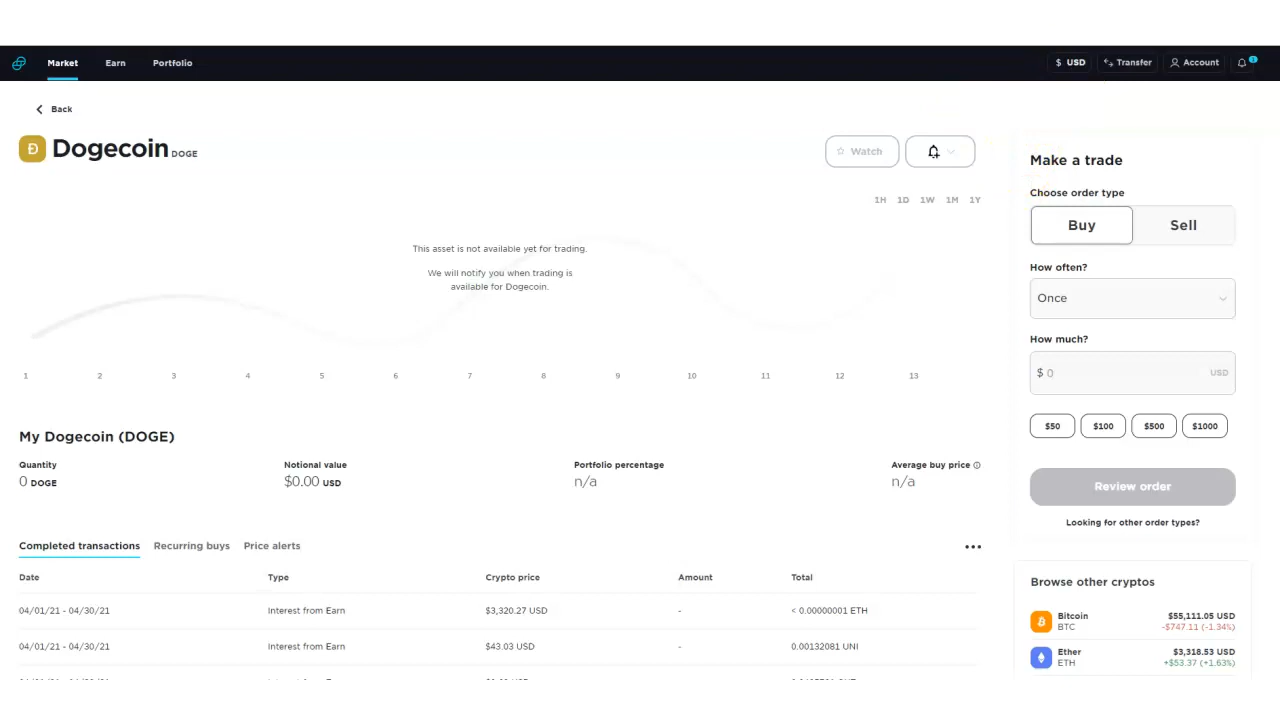 Market Earn Portfolio $ USD Transfer Account 1
Back
Ð Dogecoin DOGE
Watch
1H 1D 1W 1M 1Y
This asset is not available yet for trading.
We will notify you when trading is
available for Dogecoin.
1 2 3 4 5 6 7 8 9 10 11 12 13
My Dogecoin (DOGE)
Quantity Notional value Portfolio percentage Average buy price
0 DOGE $0.00 USD n/a n/a
Completed transactions Recurring buys Price alerts
Date Type Crypto price Amount Total
04/01/21 - 04/30/21 Interest from Earn $3,320.27 USD - < 0.00000001 ETH
04/01/21 - 04/30/21 Interest from Earn $43.03 USD - 0.00132081 UNI
Make a trade
Choose order type
Buy Sell
How often?
Once
How much?
$ 0 USD
$50 $100 $500 $1000
Review order
Looking for other order types?
Browse other cryptos
Bitcoin $55,111.05 USD
BTC -$747.11 (-1.34%)
Ether $3,318.53 USD
ETH +$53.37 (+1.63%)